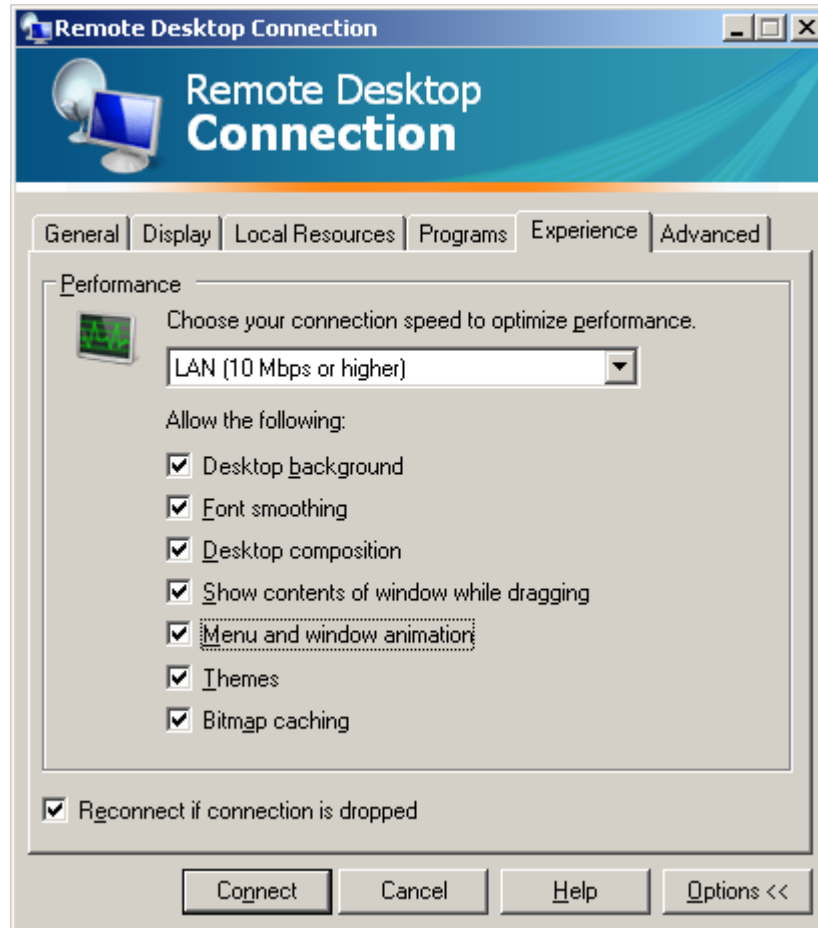 Remote Desktop Connection
Remote Desktop
Connection
General Display Local Resources Programs Experience Advanced
Performance
Choose your connection speed to optimize performance.
LAN (10 Mbps or higher)
Allow the following:
Desktop background
Font smoothing
Desktop composition
Show contents of window while dragging
Menu and window animation
Themes
Bitmap caching
Reconnect if connection is dropped
Connect Cancel Help Options <<